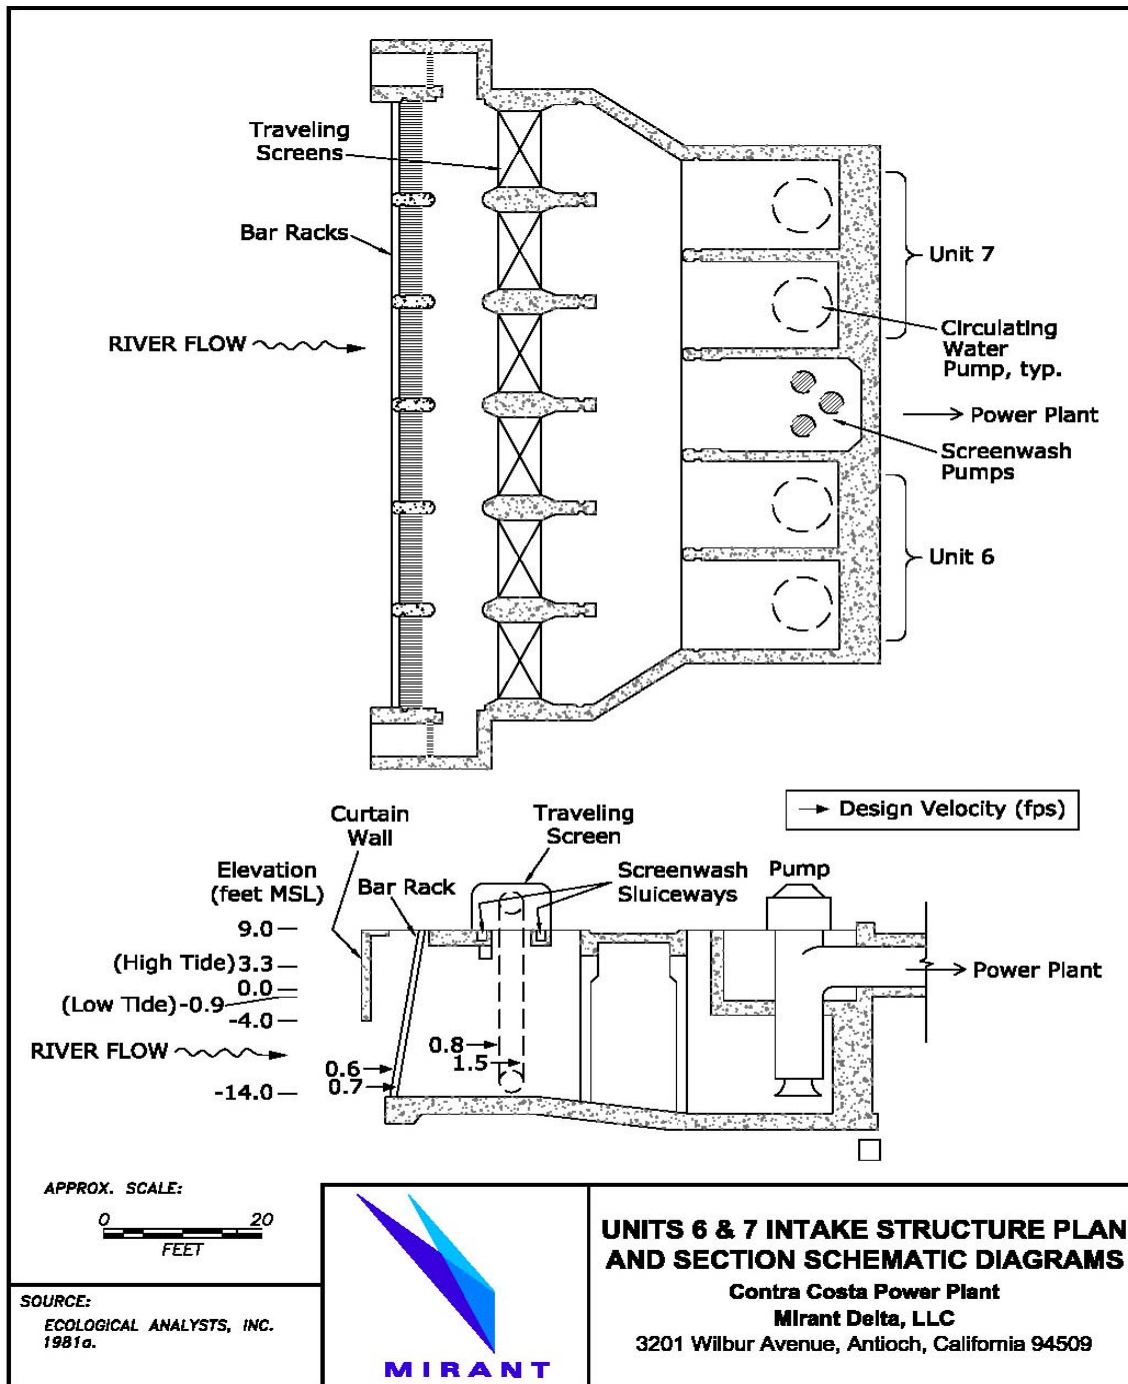 Traveling
Screens
Bar Racks
RIVER FLOW
Unit 7
Circulating
Water
Pump, typ.
Power Plant
Screenwash
Pumps
Unit 6
Design Velocity (fps)
Curtain
Wall
Traveling
Screen
Elevation
(feet MSL)
Bar Rack
Screenwash
Sluiceways
Pump
9.0
(High Tide) 3.3
0.0
(Low Tide) -0.9
-4.0
Power Plant
RIVER FLOW
0.8
1.5
0.6
0.7
-14.0
APPROX. SCALE:
0 20
FEET
SOURCE:
ECOLOGICAL ANALYSTS, INC.
1981a.
MIRANT
UNITS 6 & 7 INTAKE STRUCTURE PLAN
AND SECTION SCHEMATIC DIAGRAMS
Contra Costa Power Plant
Mirant Delta, LLC
3201 Wilbur Avenue, Antioch, California 94509